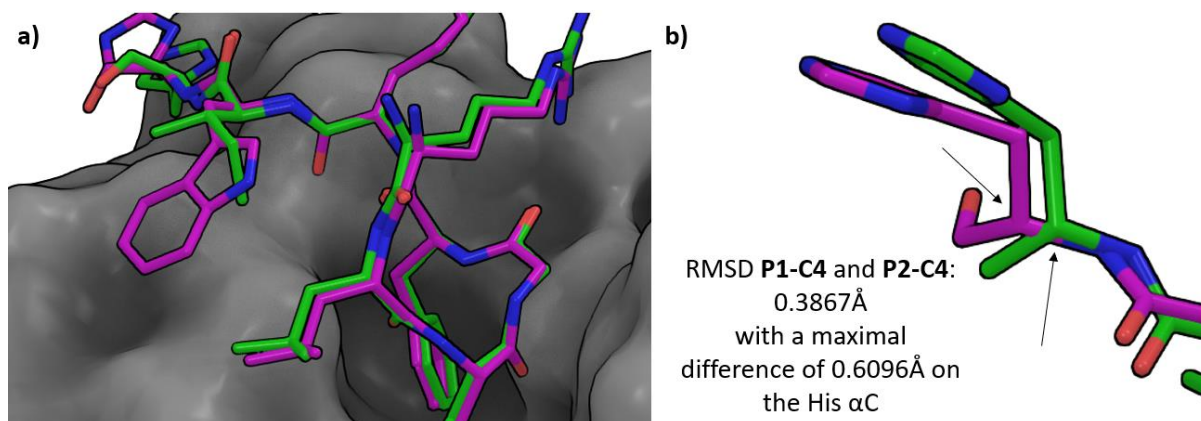 a)
b)
RMSD P1-C4 and P2-C4:
0.3867Å
with a maximal
difference of 0.6096Å on
the His αC